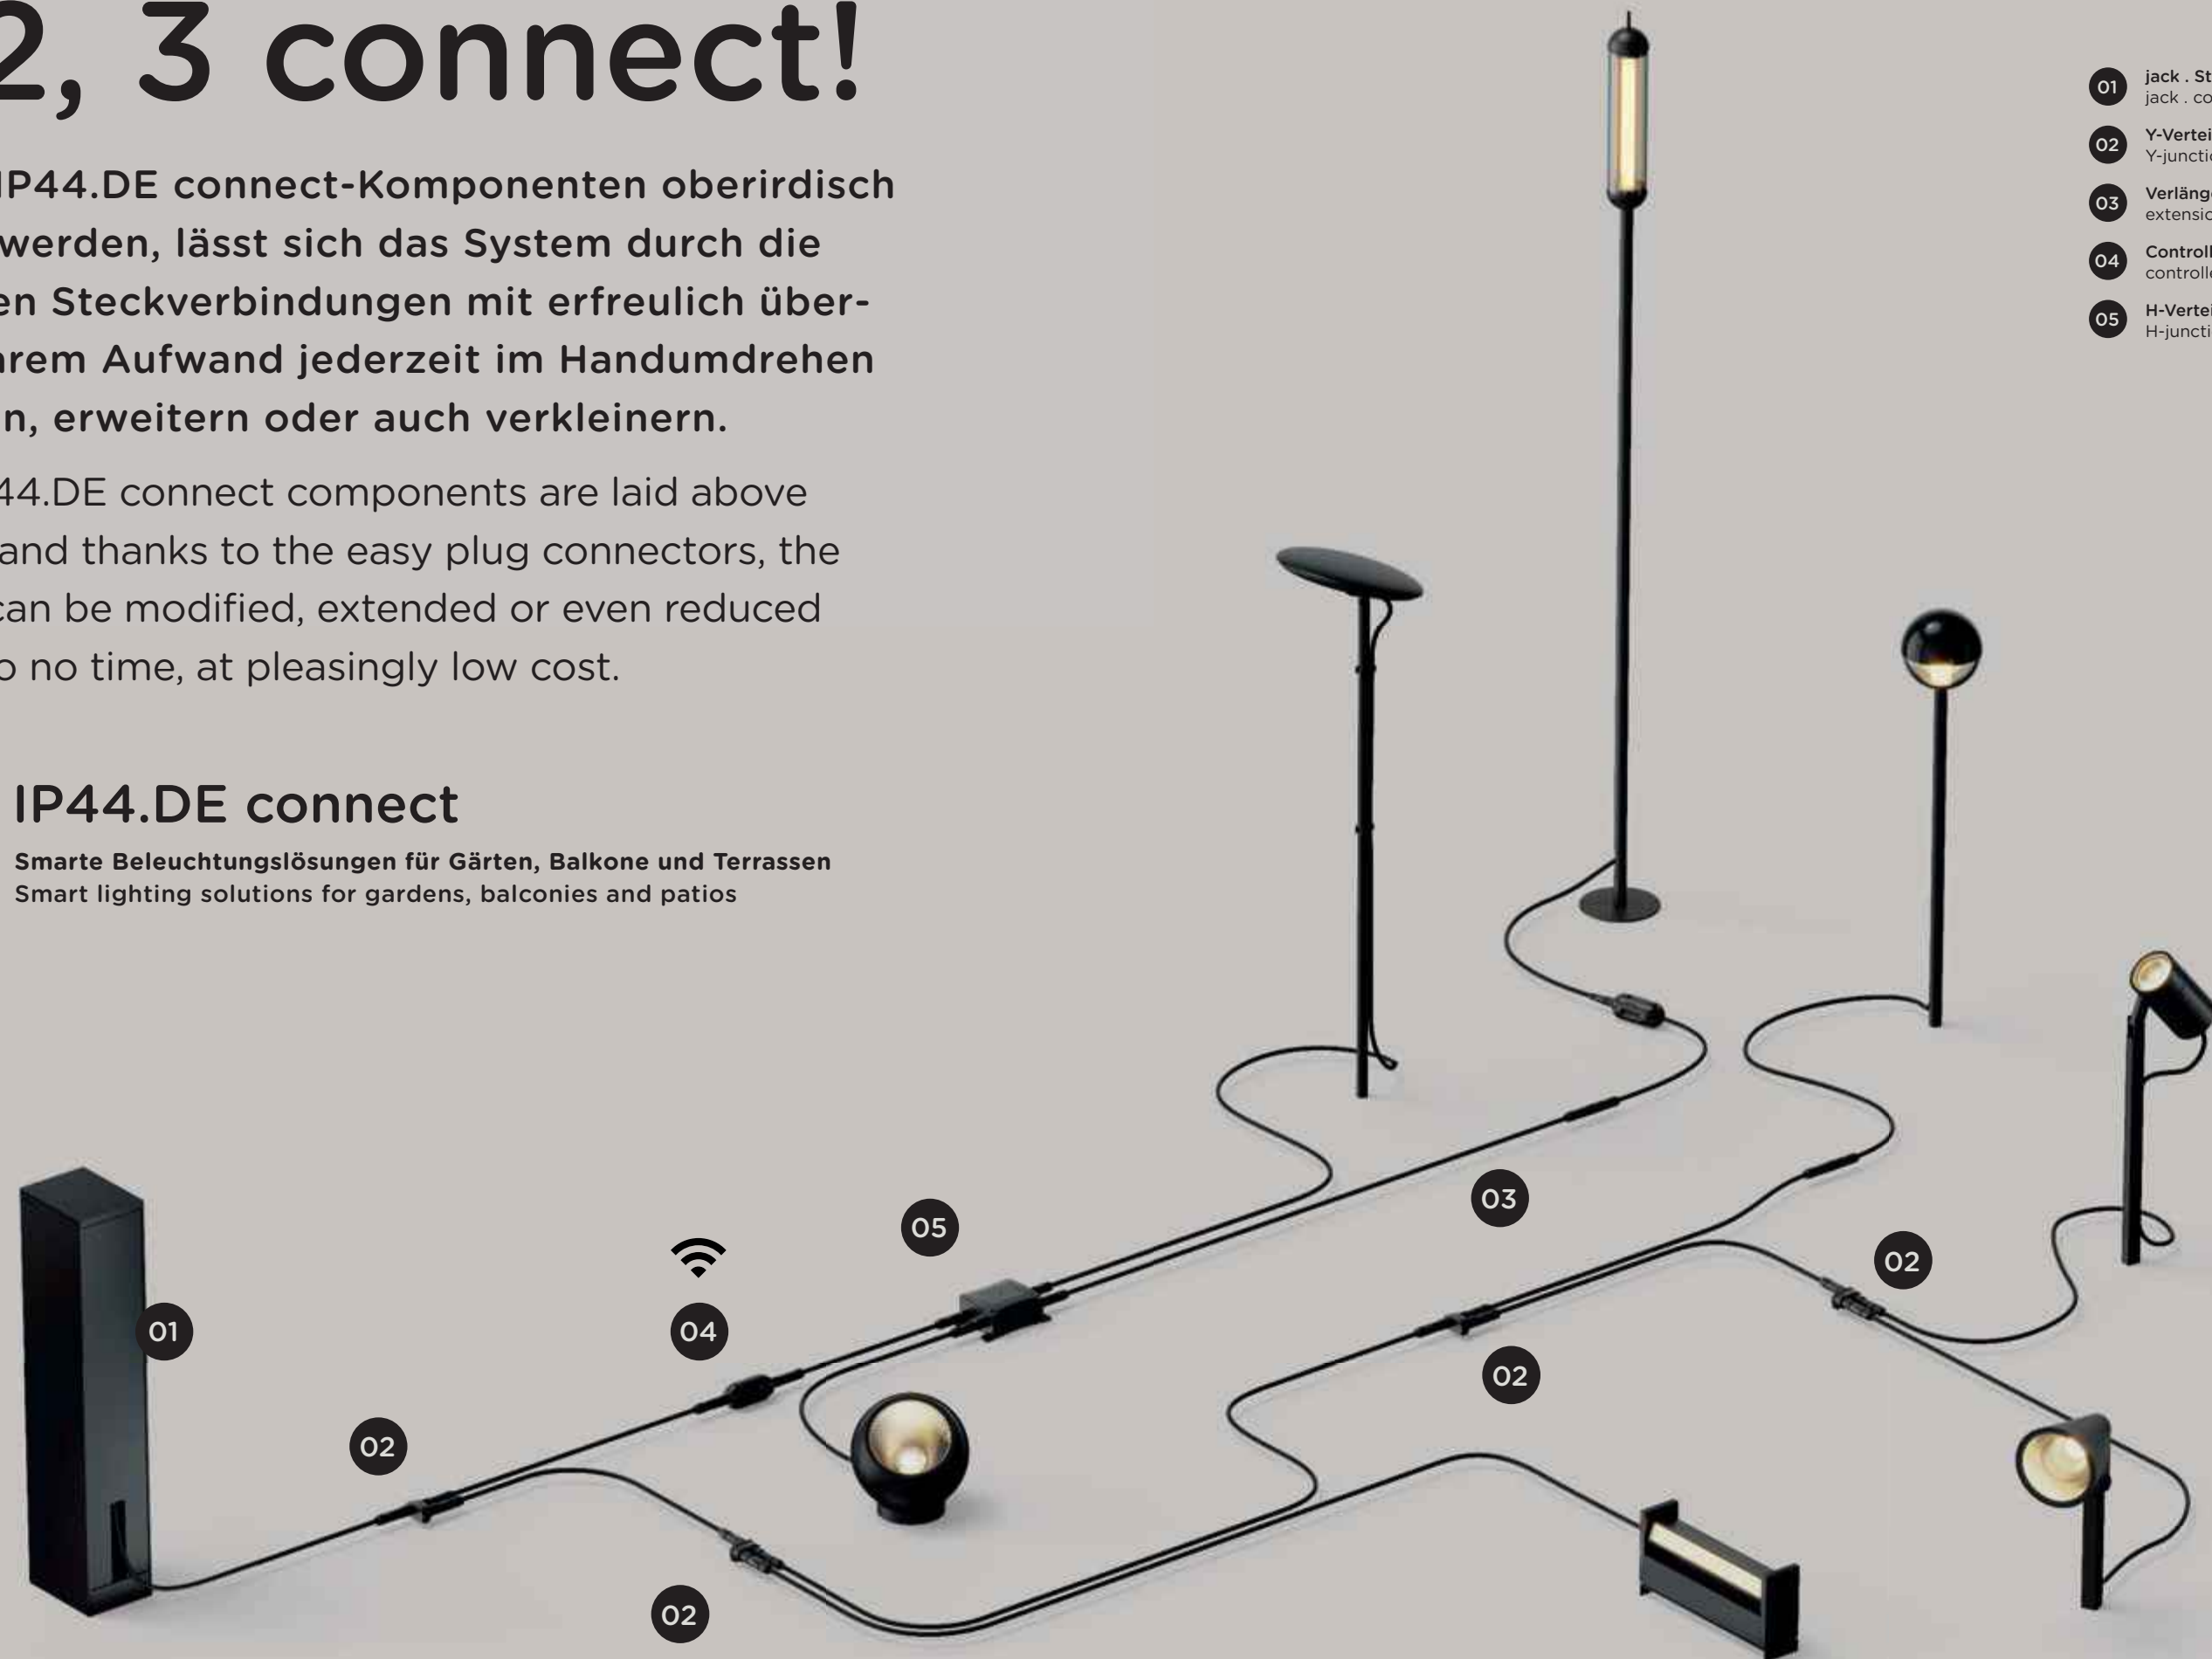 2, 3 connect!
IP44.DE connect-Komponenten oberirdisch
werden, lässt sich das System durch die
en Steckverbindungen mit erfreulich über-
arem Aufwand jederzeit im Handumdrehen
n, erweitern oder auch verkleinern.
44.DE connect components are laid above
and thanks to the easy plug connectors, the
can be modified, extended or even reduced
o no time, at pleasingly low cost.
IP44.DE connect
Smarte Beleuchtungslösungen für Gärten, Balkone und Terrassen
Smart lighting solutions for gardens, balconies and patios
01 jack . St
jack . co
02 Y-Vertei
Y-juncti
03 Verläng
extensi
04 Controll
controlle
05 H-Vertei
H-juncti
03
05
02
04
01
02
02
02